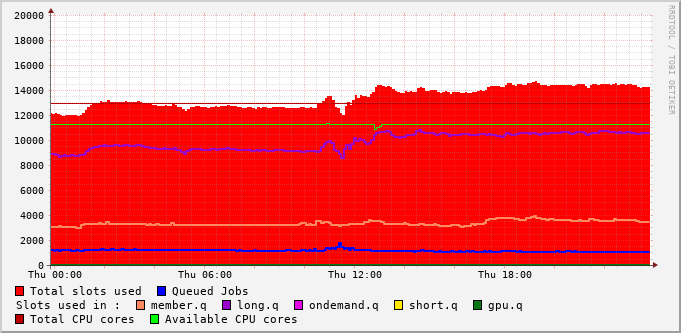 20000
18000
16000
14000
12000
10000
8000
6000
4000
2000
0
Thu 00:00 Thu 06:00 Thu 12:00 Thu 18:00
Total slots used Queued Jobs
Slots used in : member.q long.q ondemand.q short.q gpu.q
Total CPU cores Available CPU cores
RRDTOOL / TOBI OETIKER